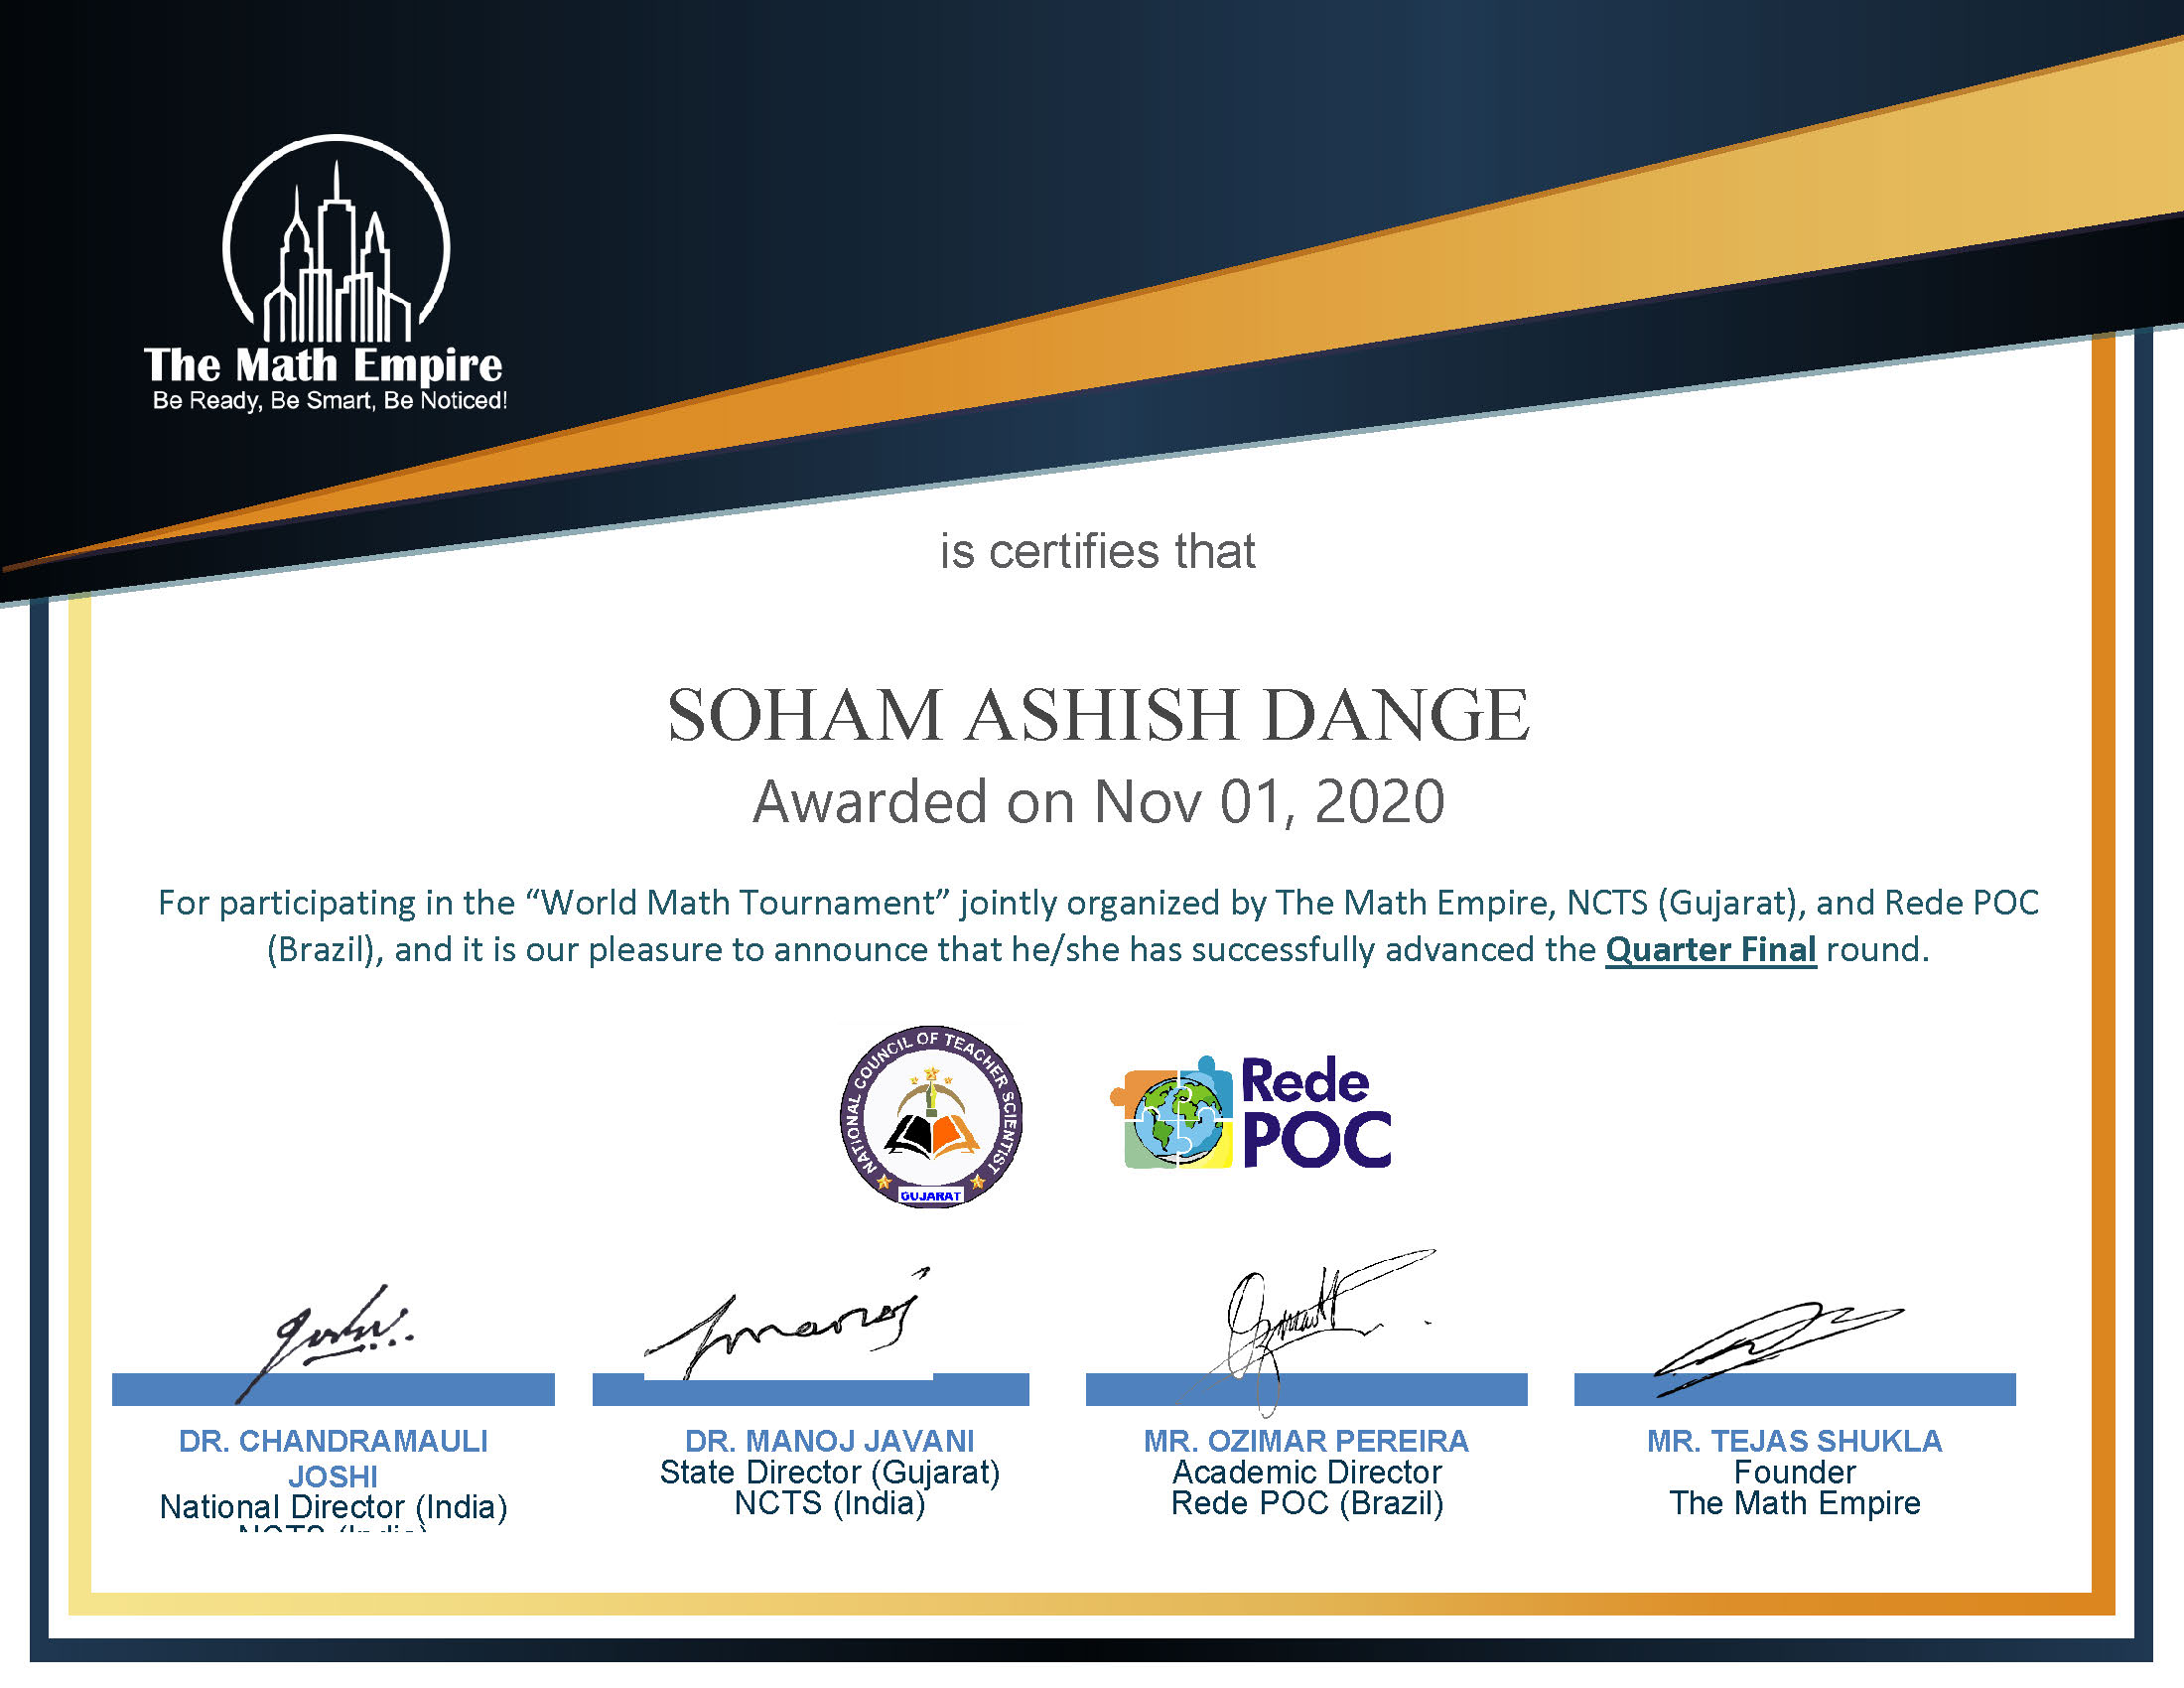 The Math Empire
Be Ready, Be Smart, Be Noticed!
is certifies that
SOHAM ASHISH DANGE
Awarded on Nov 01, 2020
For participating in the “World Math Tournament” jointly organized by The Math Empire, NCTS (Gujarat), and Rede POC
(Brazil), and it is our pleasure to announce that he/she has successfully advanced the Quarter Final round.
NATIONAL COUNCIL OF TEACHER SCIENTIST
GUJARAT
Rede
POC
DR. CHANDRAMAULI
JOSHI
National Director (India)
NCTS (India)
DR. MANOJ JAVANI
State Director (Gujarat)
NCTS (India)
MR. OZIMAR PEREIRA
Academic Director
Rede POC (Brazil)
MR. TEJAS SHUKLA
Founder
The Math Empire